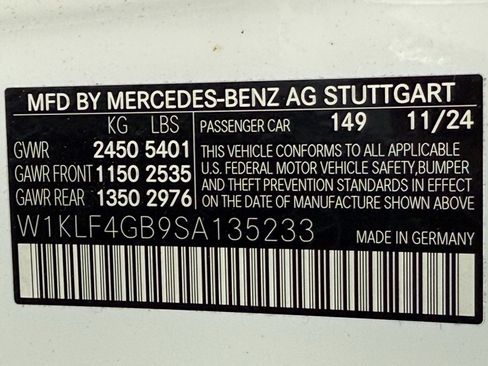 MFD BY MERCEDES-BENZ AG STUTTGART
KG LBS
GVWR 2450 5401
GAWR FRONT 1150 2535
GAWR REAR 1350 2976
PASSENGER CAR 149 11/24
THIS VEHICLE CONFORMS TO ALL APPLICABLE
U.S. FEDERAL MOTOR VEHICLE SAFETY,BUMPER
AND THEFT PREVENTION STANDARDS IN EFFECT
ON THE DATE OF MANUFACTURE SHOWN ABOVE
W1KLF4GB9SA135233
MADE IN GERMANY